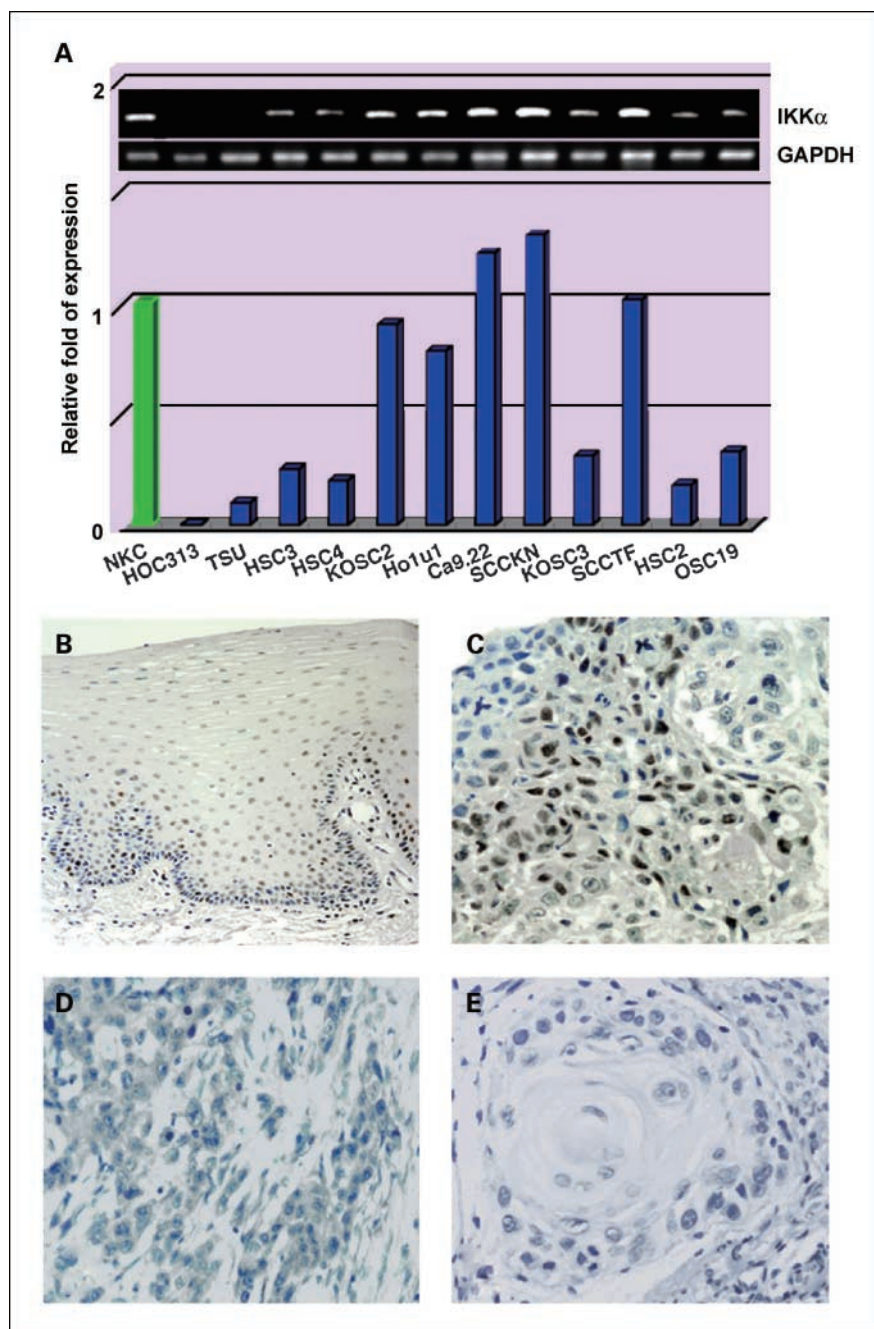 A
2
IKKα
GAPDH
Relative fold of expression
1
0
NKC
HOC313
TSU
HSC3
HSC4
KOSC2
Ho1u1
Ca9.22
SCCKN
KOSC3
SCCTF
HSC2
OSC19
B
C
D
E